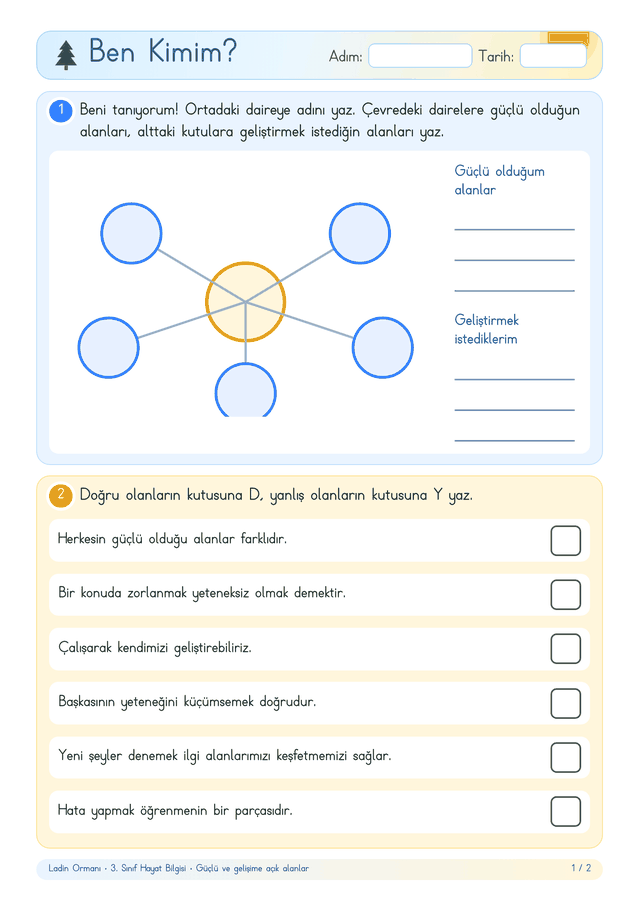 Ben Kimim?
Adım:
Tarih:
1
Beni tanıyorum! Ortadaki daireye adını yaz. Çevredeki dairelere güçlü olduğun
alanları, alttaki kutulara geliştirmek istediğin alanları yaz.
Güçlü olduğum
alanlar
Geliştirmek
istediklerim
2
Doğru olanların kutusuna D, yanlış olanların kutusuna Y yaz.
Herkesin güçlü olduğu alanlar farklıdır.
Bir konuda zorlanmak yeteneksiz olmak demektir.
Çalışarak kendimizi geliştirebiliriz.
Başkasının yeteneğini küçümsemek doğrudur.
Yeni şeyler denemek ilgi alanlarımızı keşfetmemizi sağlar.
Hata yapmak öğrenmenin bir parçasıdır.
Ladin Ormanı • 3. Sınıf Hayat Bilgisi • Güçlü ve gelişime açık alanlar
1 / 2